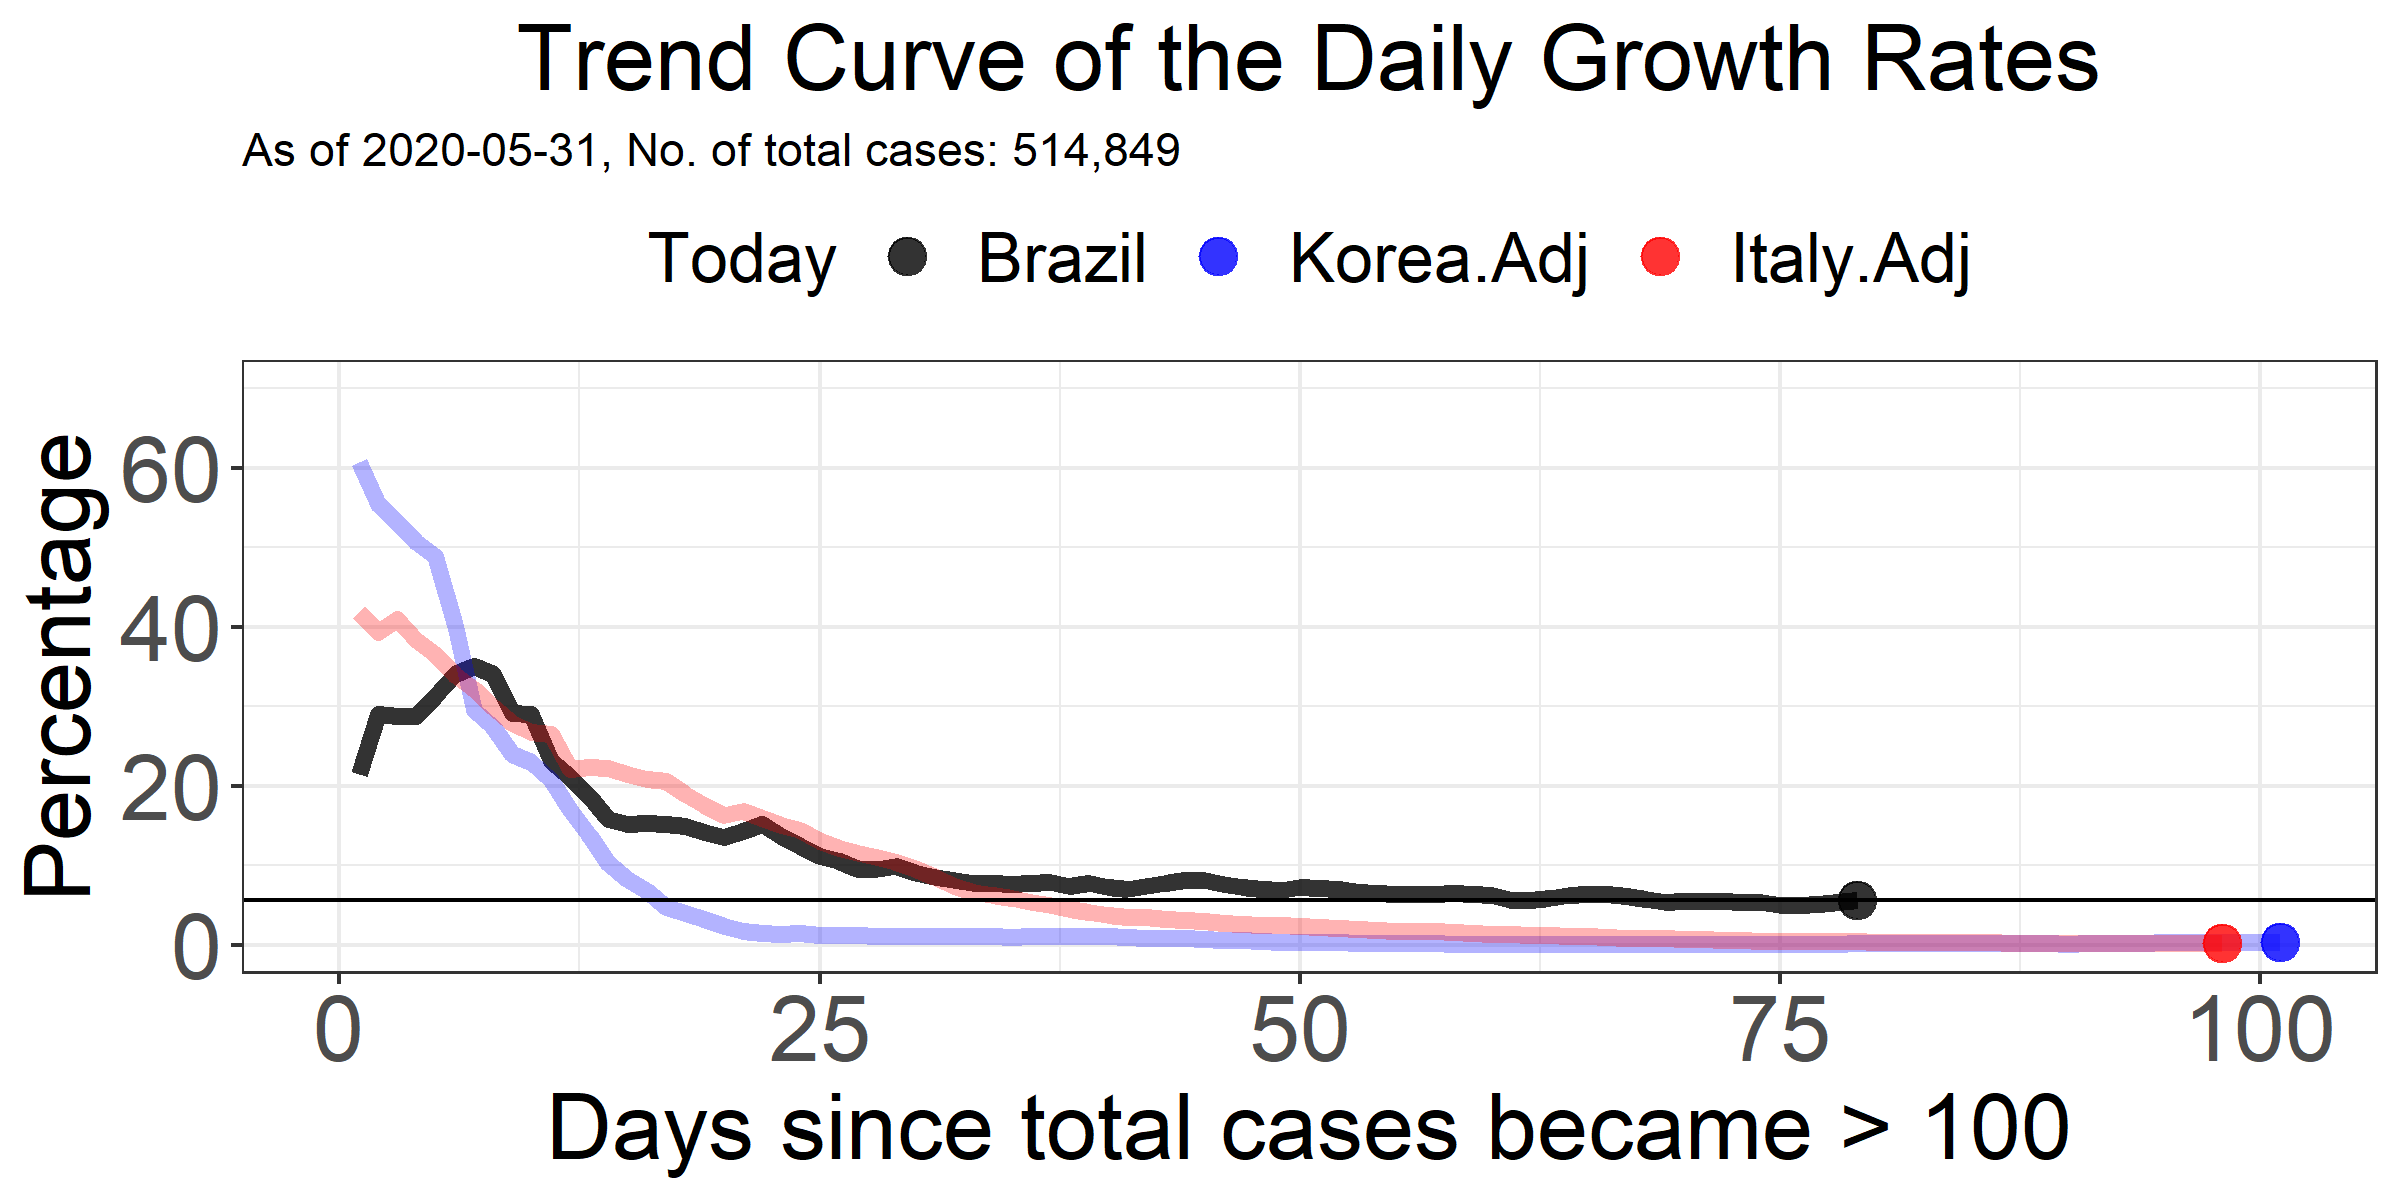 Trend Curve of the Daily Growth Rates
As of 2020-05-31, No. of total cases: 514,849
Today Brazil Korea.Adj Italy.Adj
Percentage
60
40
20
0
0 25 50 75 100
Days since total cases became > 100